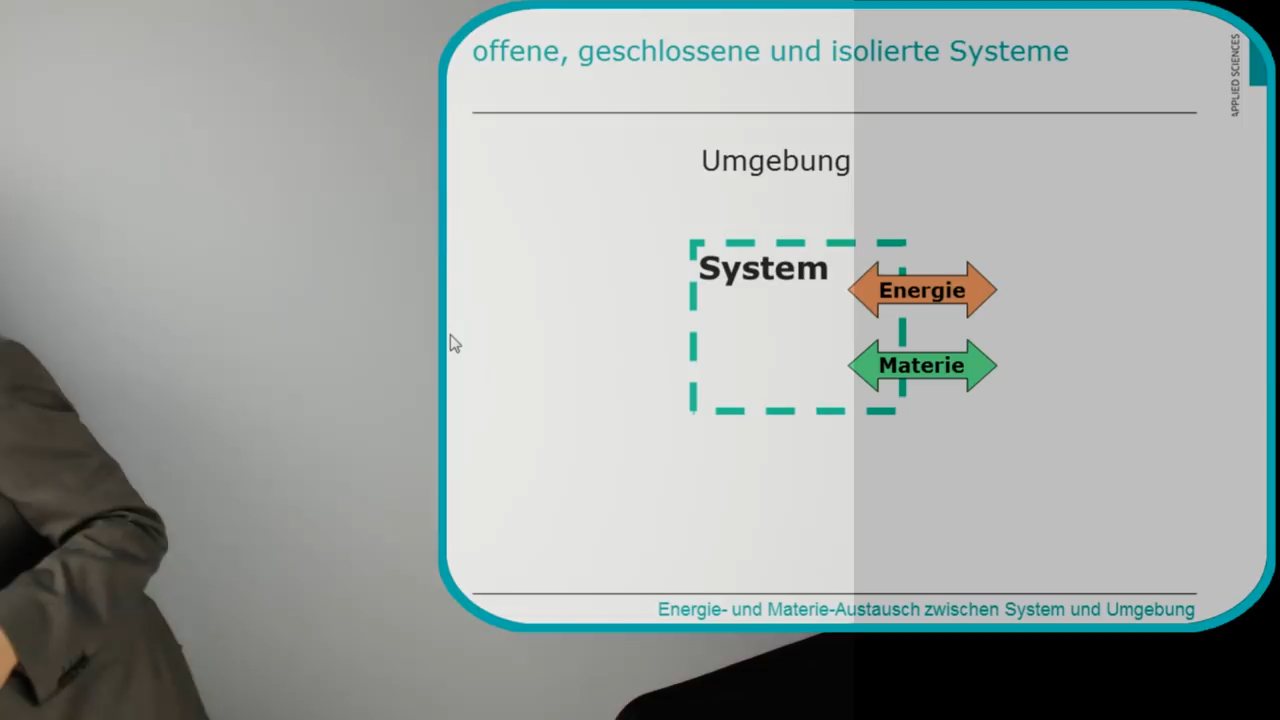 offene, geschlossene und isolierte Systeme
APPLIED SCIENCES
Umgebung
System
Energie
Materie
Energie- und Materie-Austausch zwischen System und Umgebung